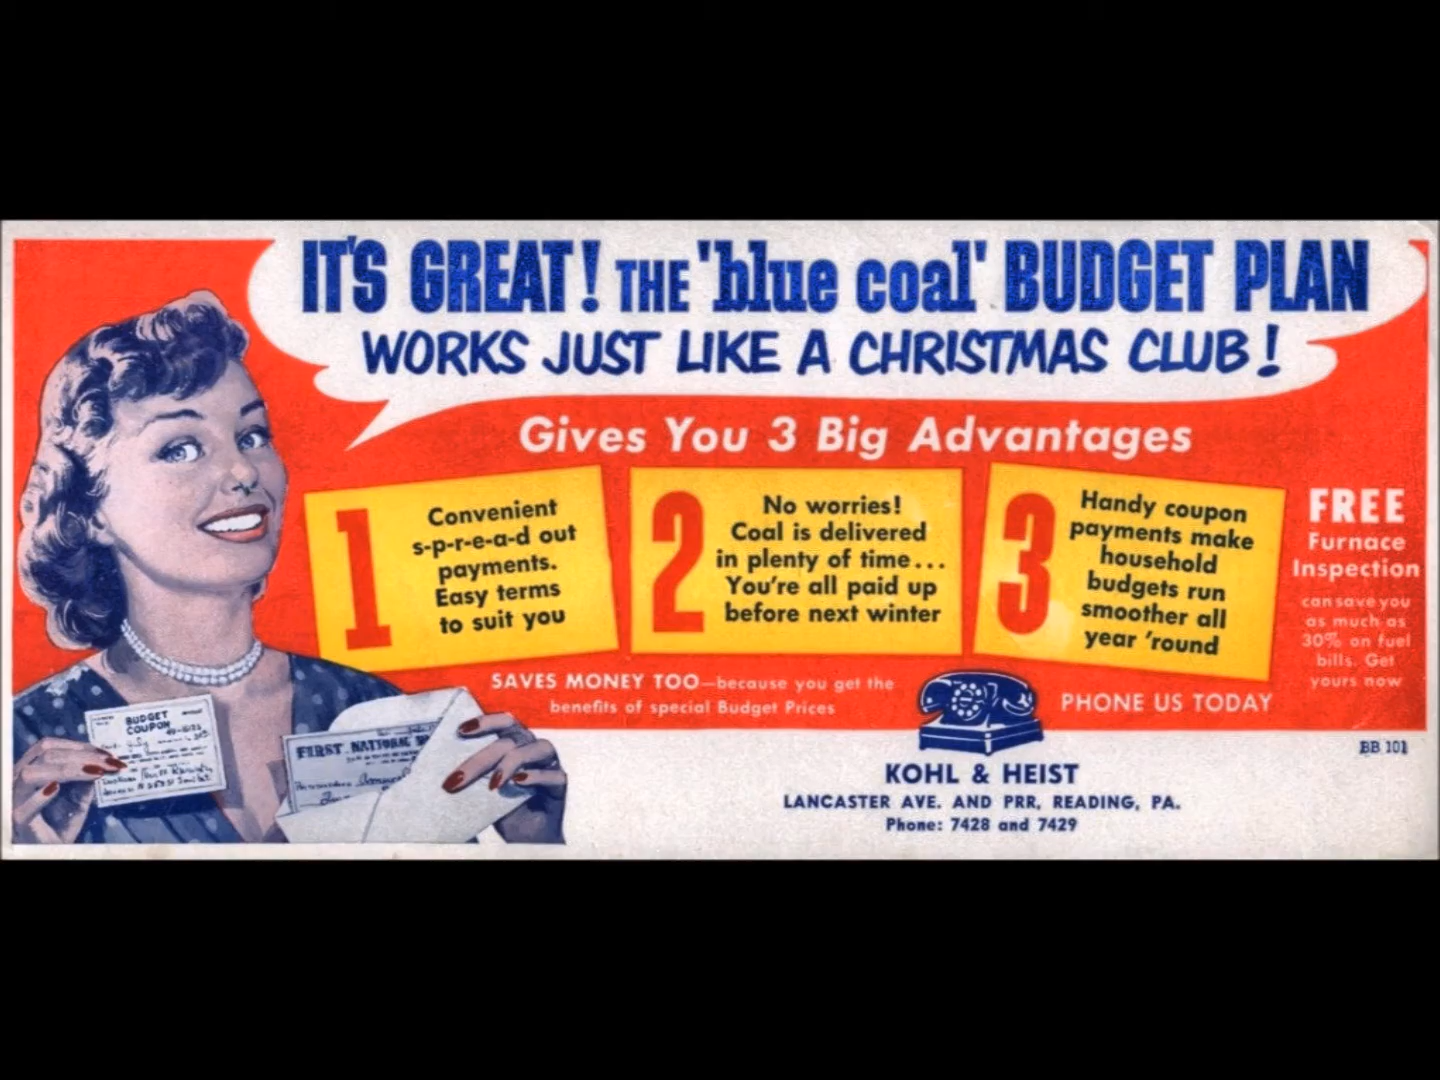 IT'S GREAT! THE 'blue coal' BUDGET PLAN
WORKS JUST LIKE A CHRISTMAS CLUB!
Gives You 3 Big Advantages
1
Convenient
s-p-r-e-a-d out
payments.
Easy terms
to suit you
2
No worries!
Coal is delivered
in plenty of time...
You're all paid up
before next winter
3
Handy coupon
payments make
household
budgets run
smoother all
year 'round
FREE
Furnace
Inspection
can save you
as much as
30% on fuel
bills. Get
yours now
SAVES MONEY TOO—because you get the
benefits of special Budget Prices
PHONE US TODAY
BUDGET
COUPON
FIRST NATIONAL
BB 101
KOHL & HEIST
LANCASTER AVE. AND PRR, READING, PA.
Phone: 7428 and 7429